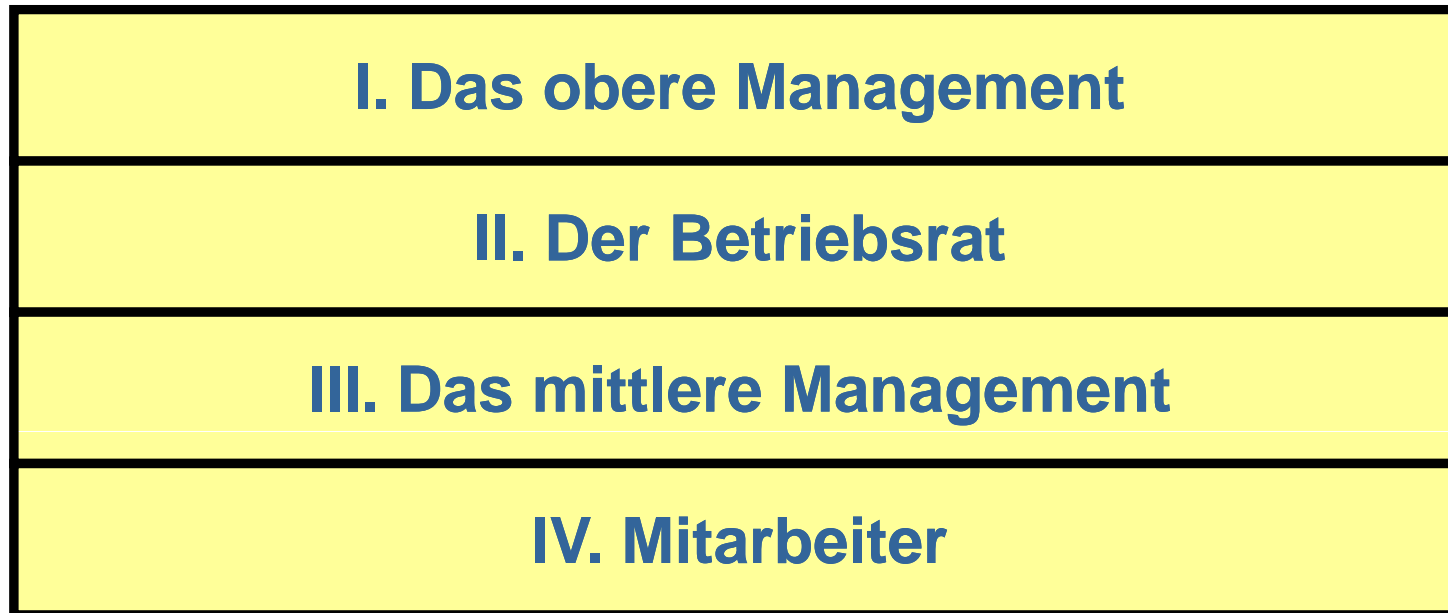 I. Das obere Management
II. Der Betriebsrat
III. Das mittlere Management
IV. Mitarbeiter